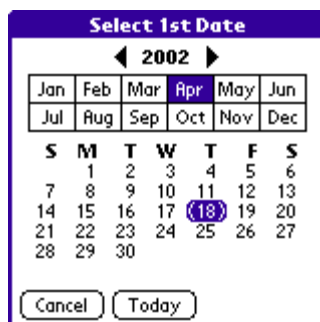 Select 1st Date
2002
Jan Feb Mar Apr May Jun
Jul Aug Sep Oct Nov Dec
S M T W T F S
1 2 3 4 5 6
7 8 9 10 11 12 13
14 15 16 17 18 19 20
21 22 23 24 25 26 27
28 29 30
Cancel Today